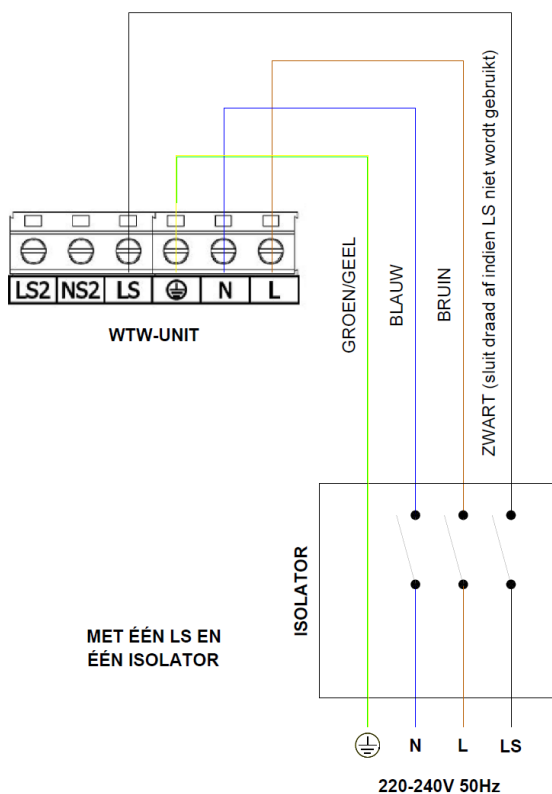 LS2 NS2 LS N L
WTW-UNIT
GROEN/GEEL
BLAUW
BRUIN
ZWART (sluit draad af indien LS niet wordt gebruikt)
ISOLATOR
MET ÉÉN LS EN
ÉÉN ISOLATOR
N L LS
220-240V 50Hz